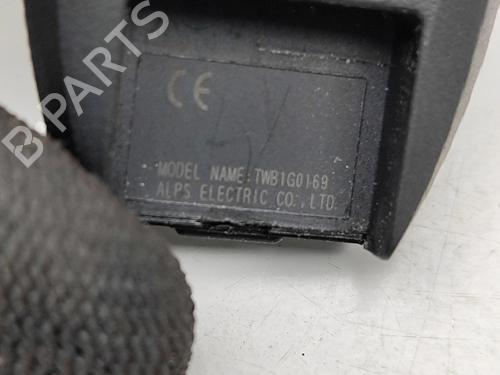 B-PARTS
CE
MODEL NAME: TWB1G0169
ALPS ELECTRIC CO.,LTD.